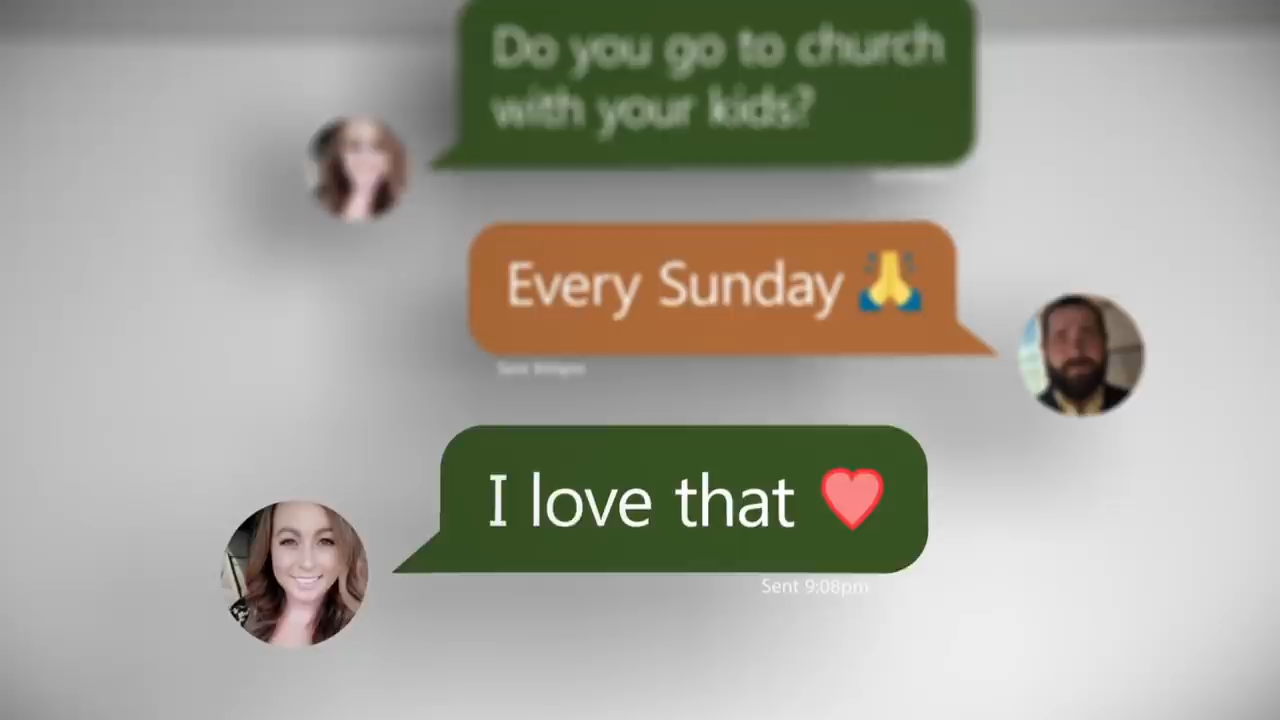 Do you go to church
with your kids?
Every Sunday 🙏
I love that ❤️
Sent 9:08pm